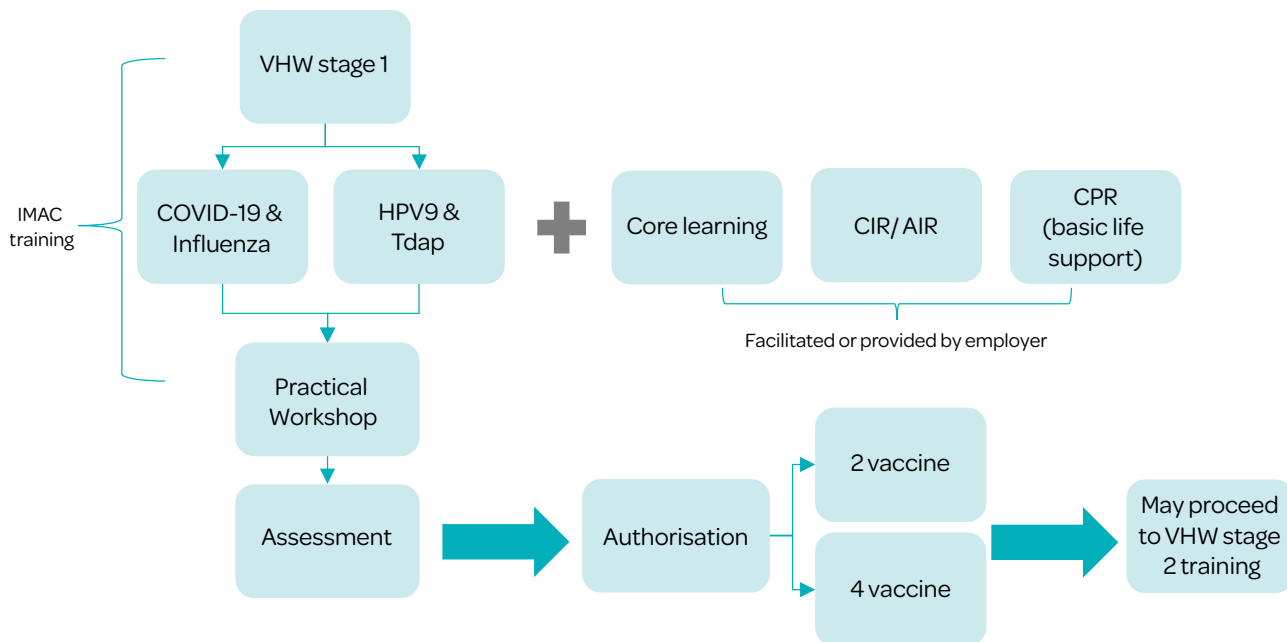 VHW stage 1
IMAC
training
COVID-19 &
Influenza
HPV9 &
Tdap
Core learning
CIR/ AIR
CPR
(basic life
support)
Facilitated or provided by employer
Practical
Workshop
Assessment
Authorisation
2 vaccine
4 vaccine
May proceed
to VHW stage
2 training